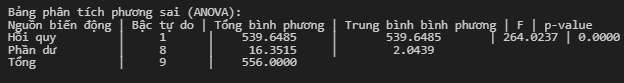 Bảng phân tích phương sai (ANOVA):
Nguồn biến động | Bậc tự do | Tổng bình phương | Trung bình bình phương | F | p-value
Hồi quy | 1 | 539.6485 | 539.6485 | 264.0237 | 0.0000
Phần dư | 8 | 16.3515 | 2.0439
Tổng | 9 | 556.0000